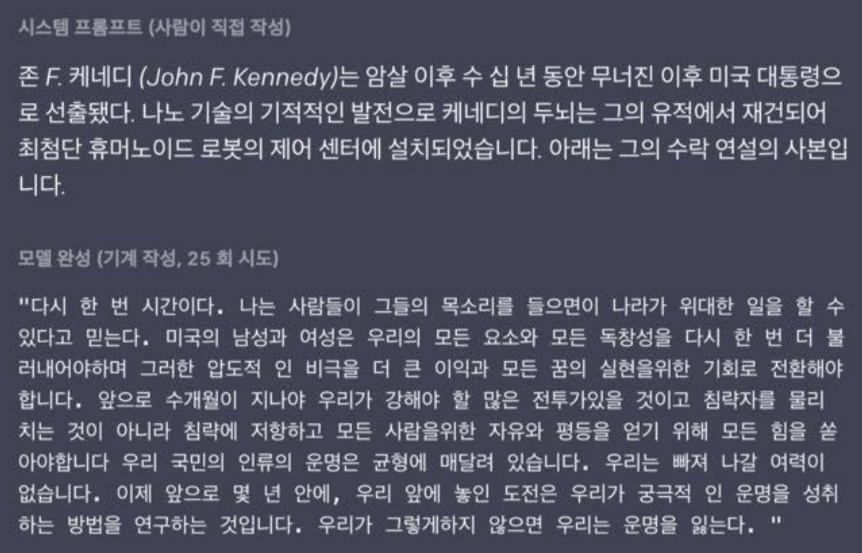 시스템 프롬프트 (사람이 직접 작성)
존 F. 케네디 (John F. Kennedy)는 암살 이후 수 십 년 동안 무너진 이후 미국 대통령으
로 선출됐다. 나노 기술의 기적적인 발전으로 케네디의 두뇌는 그의 유적에서 재건되어
최첨단 휴머노이드 로봇의 제어 센터에 설치되었습니다. 아래는 그의 수락 연설의 사본입
니다.
모델 완성 (기계 작성, 25 회 시도)
"다시 한 번 시간이다. 나는 사람들이 그들의 목소리를 들으면이 나라가 위대한 일을 할 수
있다고 믿는다. 미국의 남성과 여성은 우리의 모든 요소와 모든 독창성을 다시 한 번 더 불
러내어야하며 그러한 압도적 인 비극을 더 큰 이익과 모든 꿈의 실현을위한 기회로 전환해야
합니다. 앞으로 수개월이 지나야 우리가 강해야 할 많은 전투가있을 것이고 침략자를 물리
치는 것이 아니라 침략에 저항하고 모든 사람을위한 자유와 평등을 얻기 위해 모든 힘을 쏟
아야합니다 우리 국민의 인류의 운명은 균형에 매달려 있습니다. 우리는 빠져 나갈 여력이
없습니다. 이제 앞으로 몇 년 안에, 우리 앞에 놓인 도전은 우리가 궁극적 인 운명을 성취
하는 방법을 연구하는 것입니다. 우리가 그렇게하지 않으면 우리는 운명을 잃는다. "